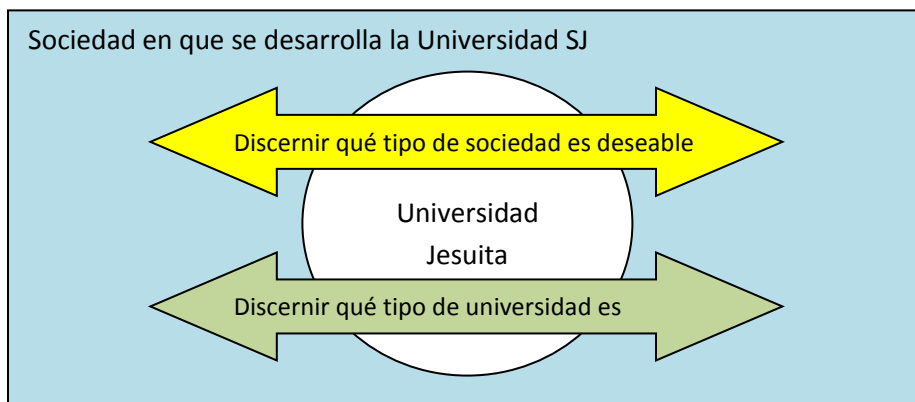 Sociedad en que se desarrolla la Universidad SJ
Discernir qué tipo de sociedad es deseable
Universidad
Jesuita
Discernir qué tipo de universidad es